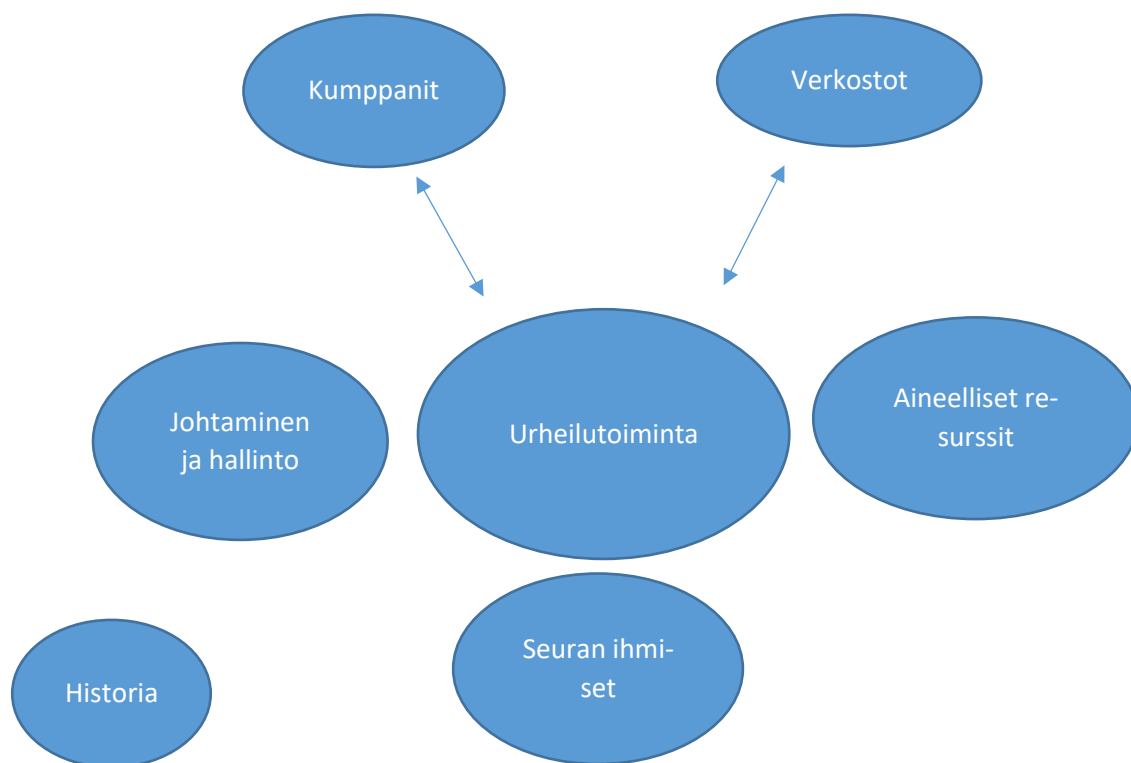 Kumppanit
Verkostot
Johtaminen
ja hallinto
Urheilutoiminta
Aineelliset re-
surssit
Seuran ihmi-
set
Historia